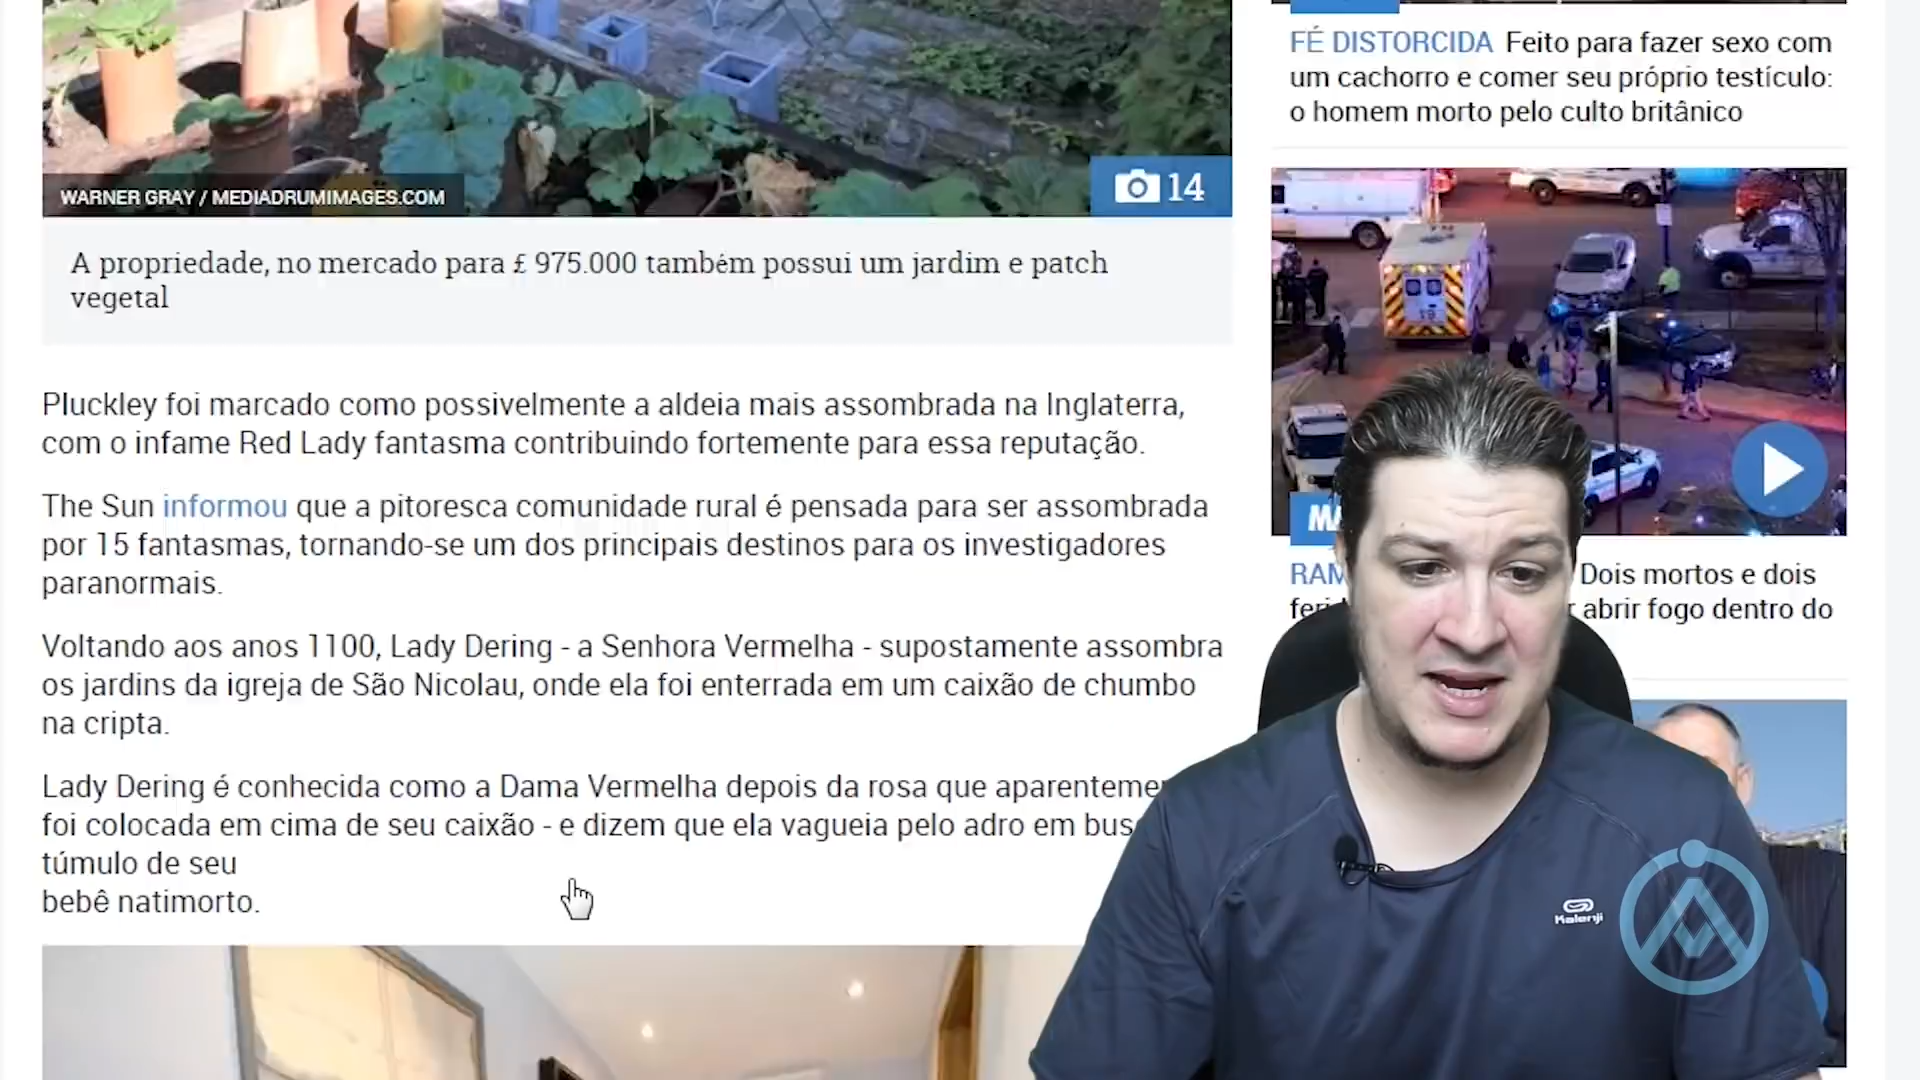 WARNER GRAY / MEDIADRUMIMAGES.COM
14
A propriedade, no mercado para £ 975.000 também possui um jardim e patch
vegetal
Pluckley foi marcado como possivelmente a aldeia mais assombrada na Inglaterra,
com o infame Red Lady fantasma contribuindo fortemente para essa reputação.
The Sun informou que a pitoresca comunidade rural é pensada para ser assombrada
por 15 fantasmas, tornando-se um dos principais destinos para os investigadores
paranormais.
Voltando aos anos 1100, Lady Dering - a Senhora Vermelha - supostamente assombra
os jardins da igreja de São Nicolau, onde ela foi enterrada em um caixão de chumbo
na cripta.
Lady Dering é conhecida como a Dama Vermelha depois da rosa que
foi colocada em cima de seu caixão - e dizem que ela vagueia pelo adro em
túmulo de seu
bebê natimorto.
FÉ DISTORCIDA Feito para fazer sexo com
um cachorro e comer seu próprio testículo:
o homem morto pelo culto britânico
Dois mortos e dois
abrir fogo dentro do
Kalenji